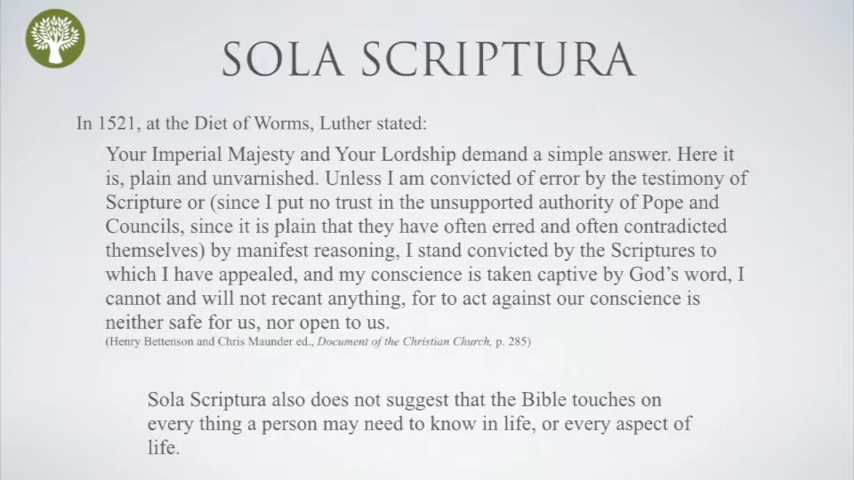 SOLA SCRIPTURA
In 1521, at the Diet of Worms, Luther stated:
Your Imperial Majesty and Your Lordship demand a simple answer. Here it
is, plain and unvarnished. Unless I am convicted of error by the testimony of
Scripture or (since I put no trust in the unsupported authority of Pope and
Councils, since it is plain that they have often erred and often contradicted
themselves) by manifest reasoning, I stand convicted by the Scriptures to
which I have appealed, and my conscience is taken captive by God's word, I
cannot and will not recant anything, for to act against our conscience is
neither safe for us, nor open to us.
(Henry Bettenson and Chris Maunder ed., Document of the Christian Church, p. 285)
Sola Scriptura also does not suggest that the Bible touches on
every thing a person may need to know in life, or every aspect of
life.